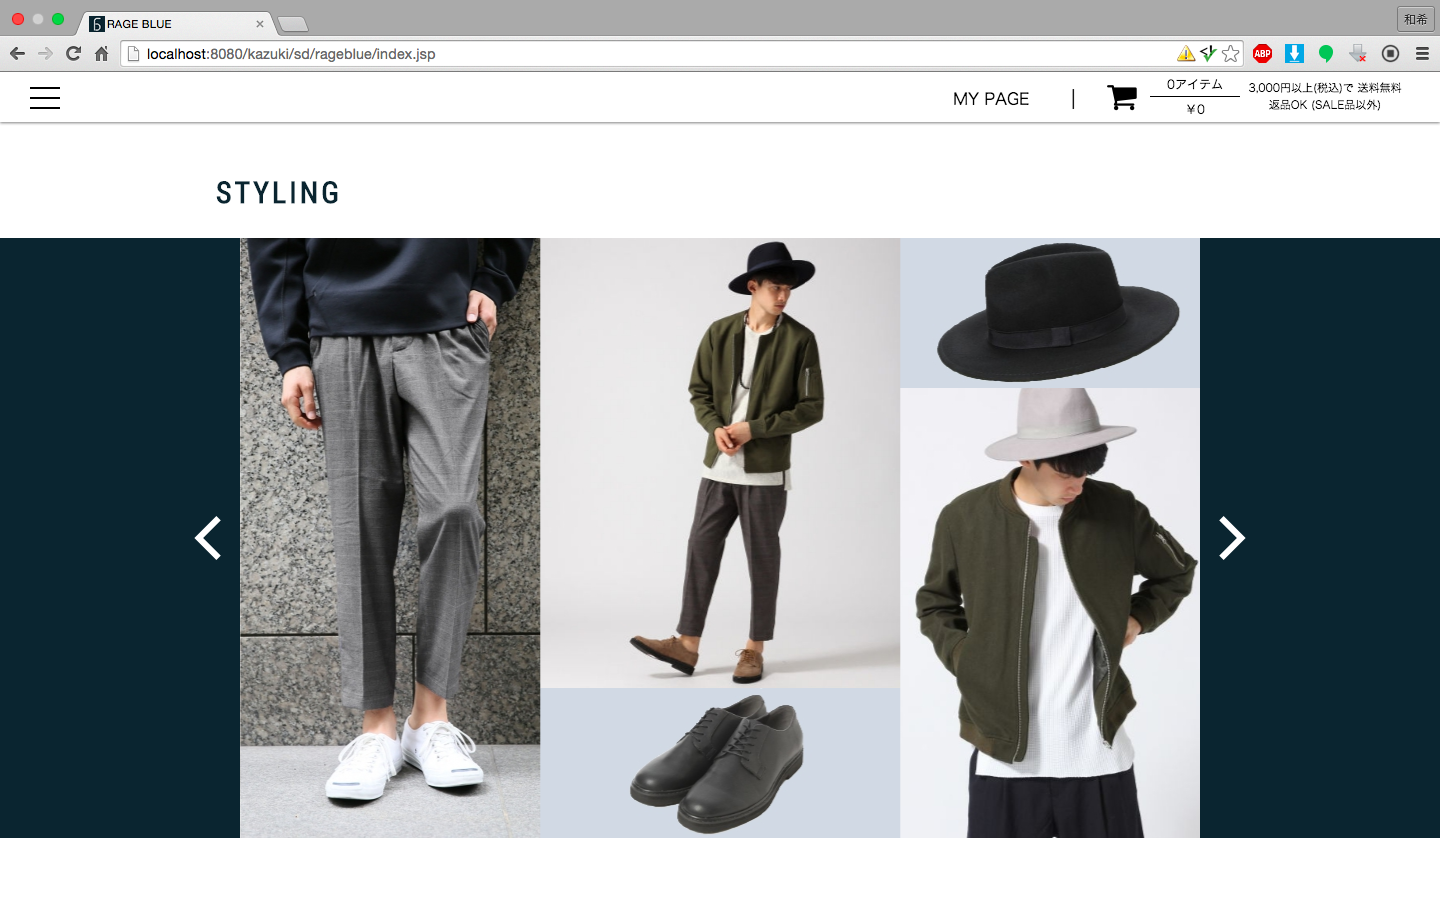 RAGE BLUE
和希
localhost:8080/kazuki/sd/rageblue/index.jsp
ABP
MY PAGE
|
0アイテム
¥0
3,000円以上(税込)で 送料無料
返品OK (SALE品以外)
STYLING